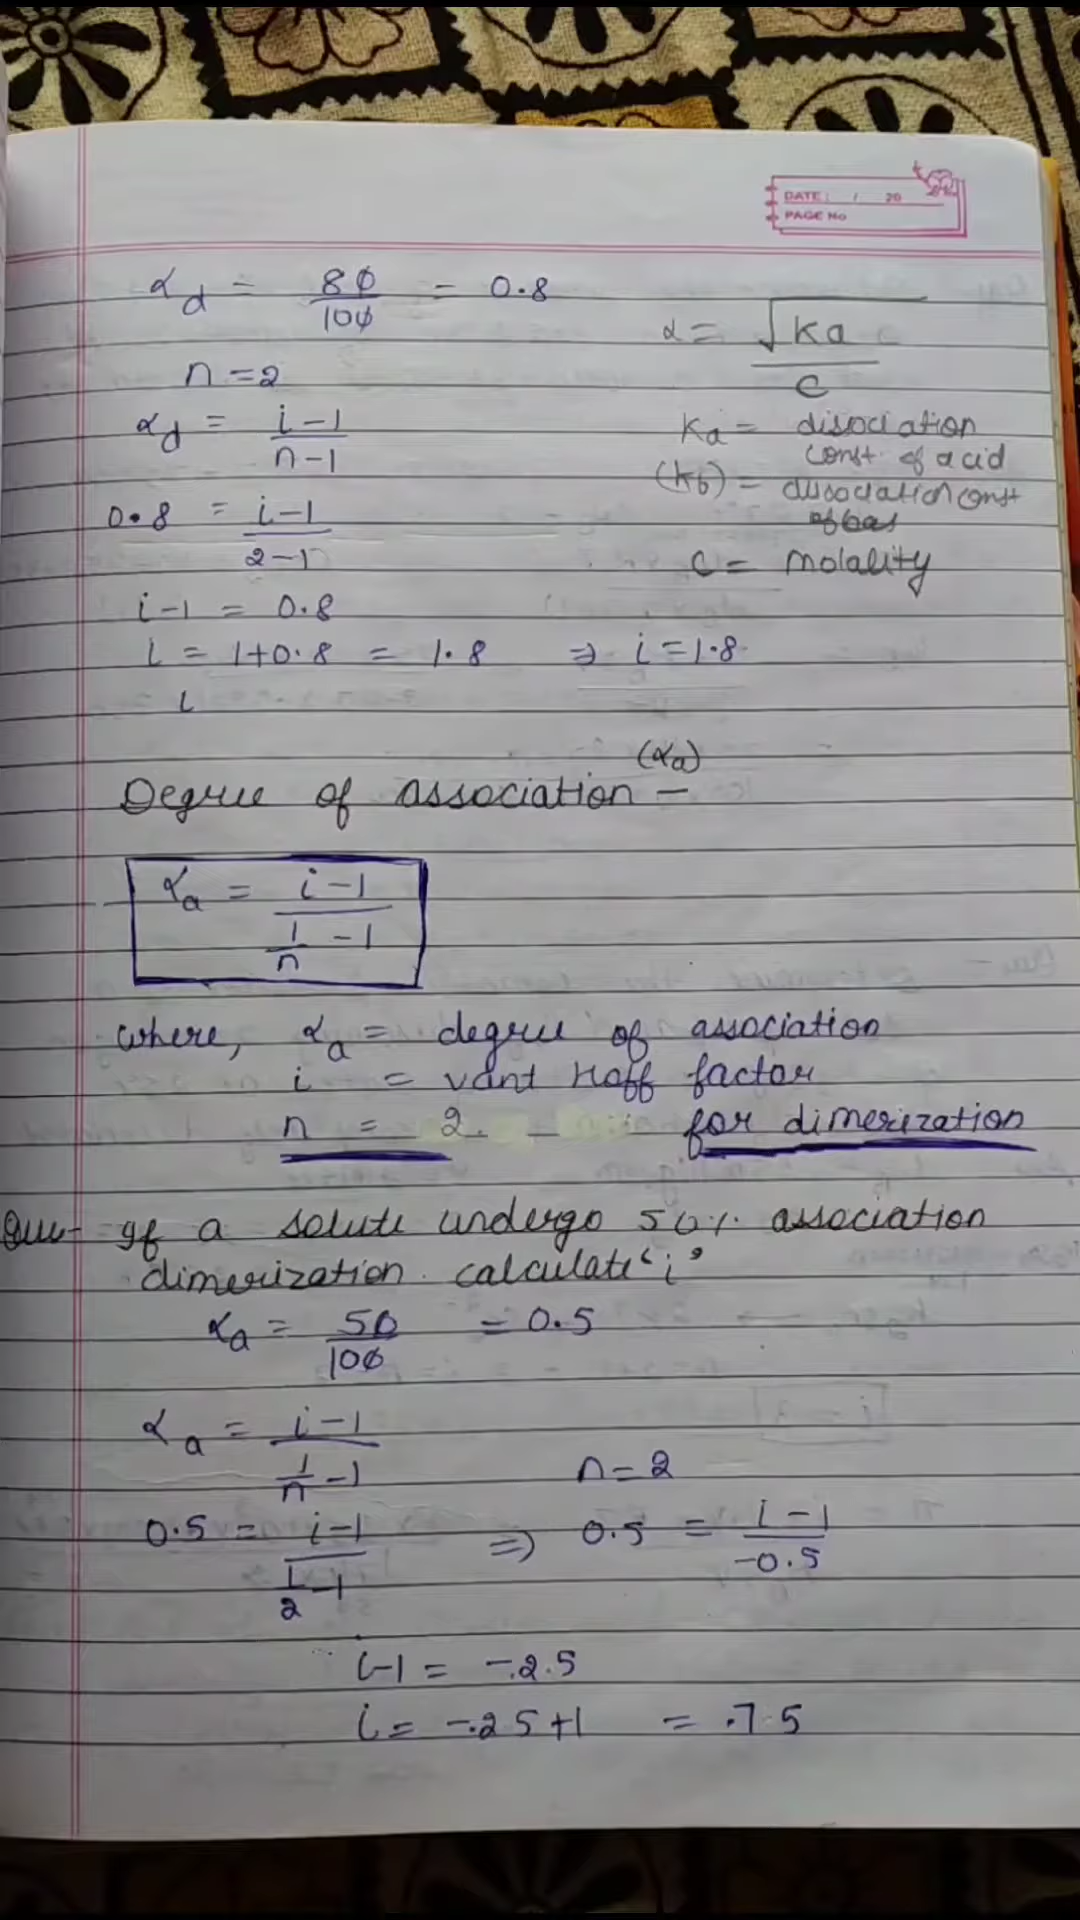 DATE: / 20
PAGE No
αd = 80/100 = 0.8
α = √Ka/C
n = 2
αd = i-1/n-1
Ka = dissociation
const. of acid
(Kb) = dissociation const
of bas
0.8 = i-1/2-1
C = Molality
i-1 = 0.8
i = 1+0.8 = 1.8 ⇒ i = 1.8
i
(αa)
Degree of association –
αa = i-1/1/n - 1
where, αa = degree of association
i = vant Hoff factor
n = 2. for dimerization
Que- If a solute undergo 50% association
dimerization. calculate 'i'
αa = 50/100 = 0.5
αa = i-1/1/n-1
n = 2
0.5 = i-1/1/2-1 ⇒ 0.5 = i-1/-0.5
i-1 = -.25
i = -.25+1 = .75